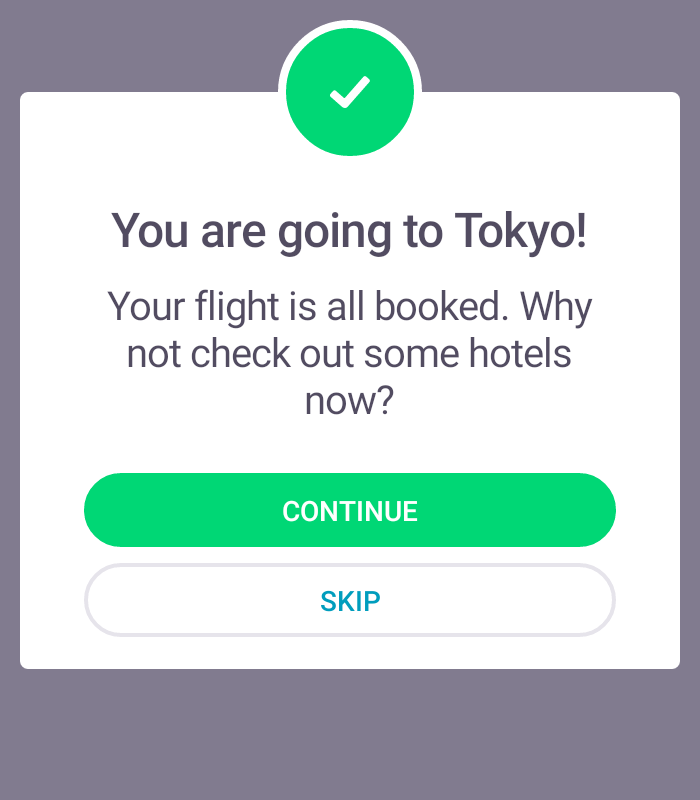 You are going to Tokyo!
Your flight is all booked. Why
not check out some hotels
now?
CONTINUE
SKIP